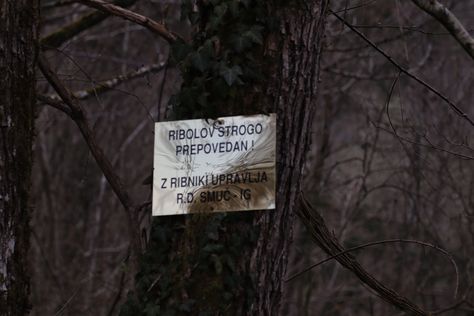 RIBOLOV STROGO
PREPOVEDAN !
Z RIBNIKI UPRAVLJA
R.D. SMUČ - IG